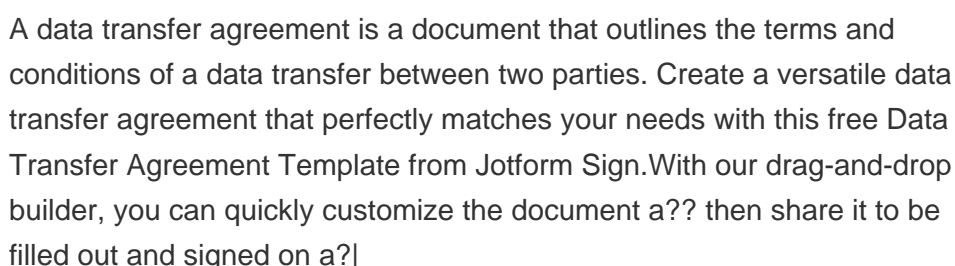 A data transfer agreement is a document that outlines the terms and
conditions of a data transfer between two parties. Create a versatile data
transfer agreement that perfectly matches your needs with this free Data
Transfer Agreement Template from Jotform Sign.With our drag-and-drop
builder, you can quickly customize the document a?? then share it to be
filled out and signed on a?|